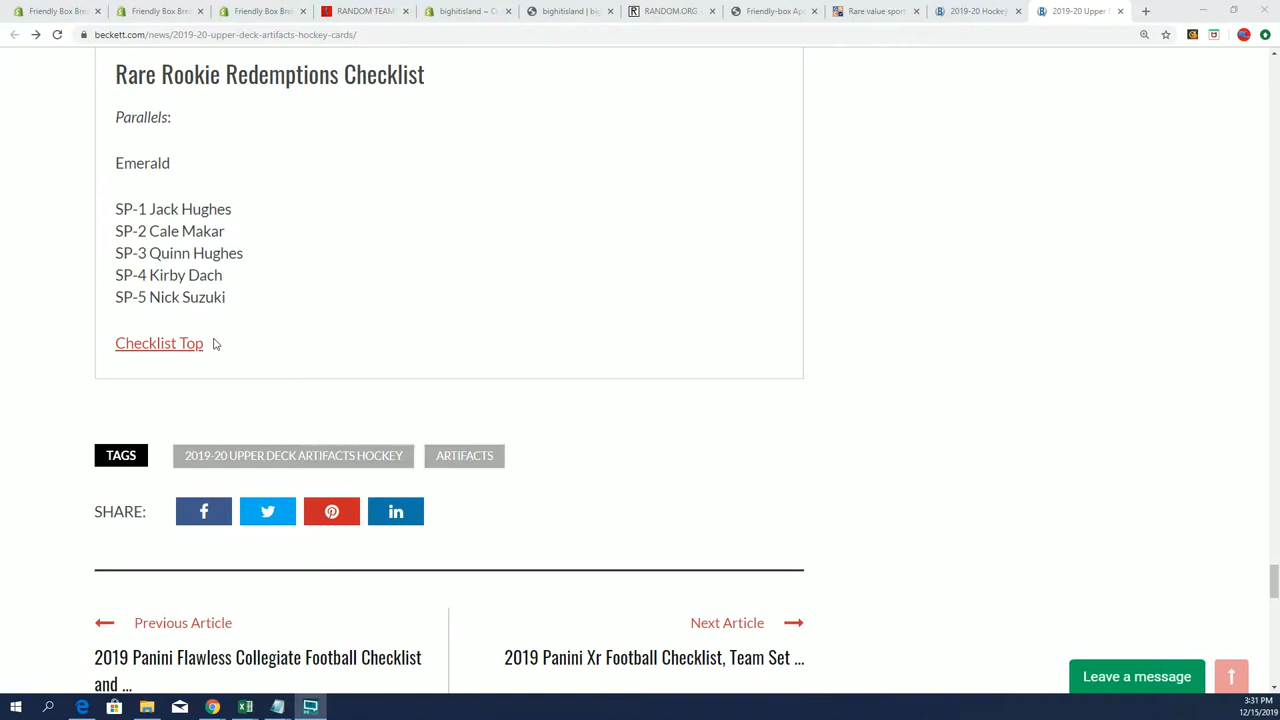 Friendly Box Bre
Friendly Box Bre
Friendly Box Bre
RANDOM TEAM
bighitisland ~ C
bighitisland | big
RANDOM.ORG -
Friendly-box Ap
Rare value sport
2019-20 Hockey
2019-20 Upper
beckett.com/news/2019-20-upper-deck-artifacts-hockey-cards/
Rare Rookie Redemptions Checklist
Parallels:
Emerald
SP-1 Jack Hughes
SP-2 Cale Makar
SP-3 Quinn Hughes
SP-4 Kirby Dach
SP-5 Nick Suzuki
Checklist Top
TAGS
2019-20 UPPER DECK ARTIFACTS HOCKEY
ARTIFACTS
SHARE:
Previous Article
Next Article
2019 Panini Flawless Collegiate Football Checklist
and ...
2019 Panini Xr Football Checklist, Team Set ...
Leave a message
3:31 PM
12/15/2019